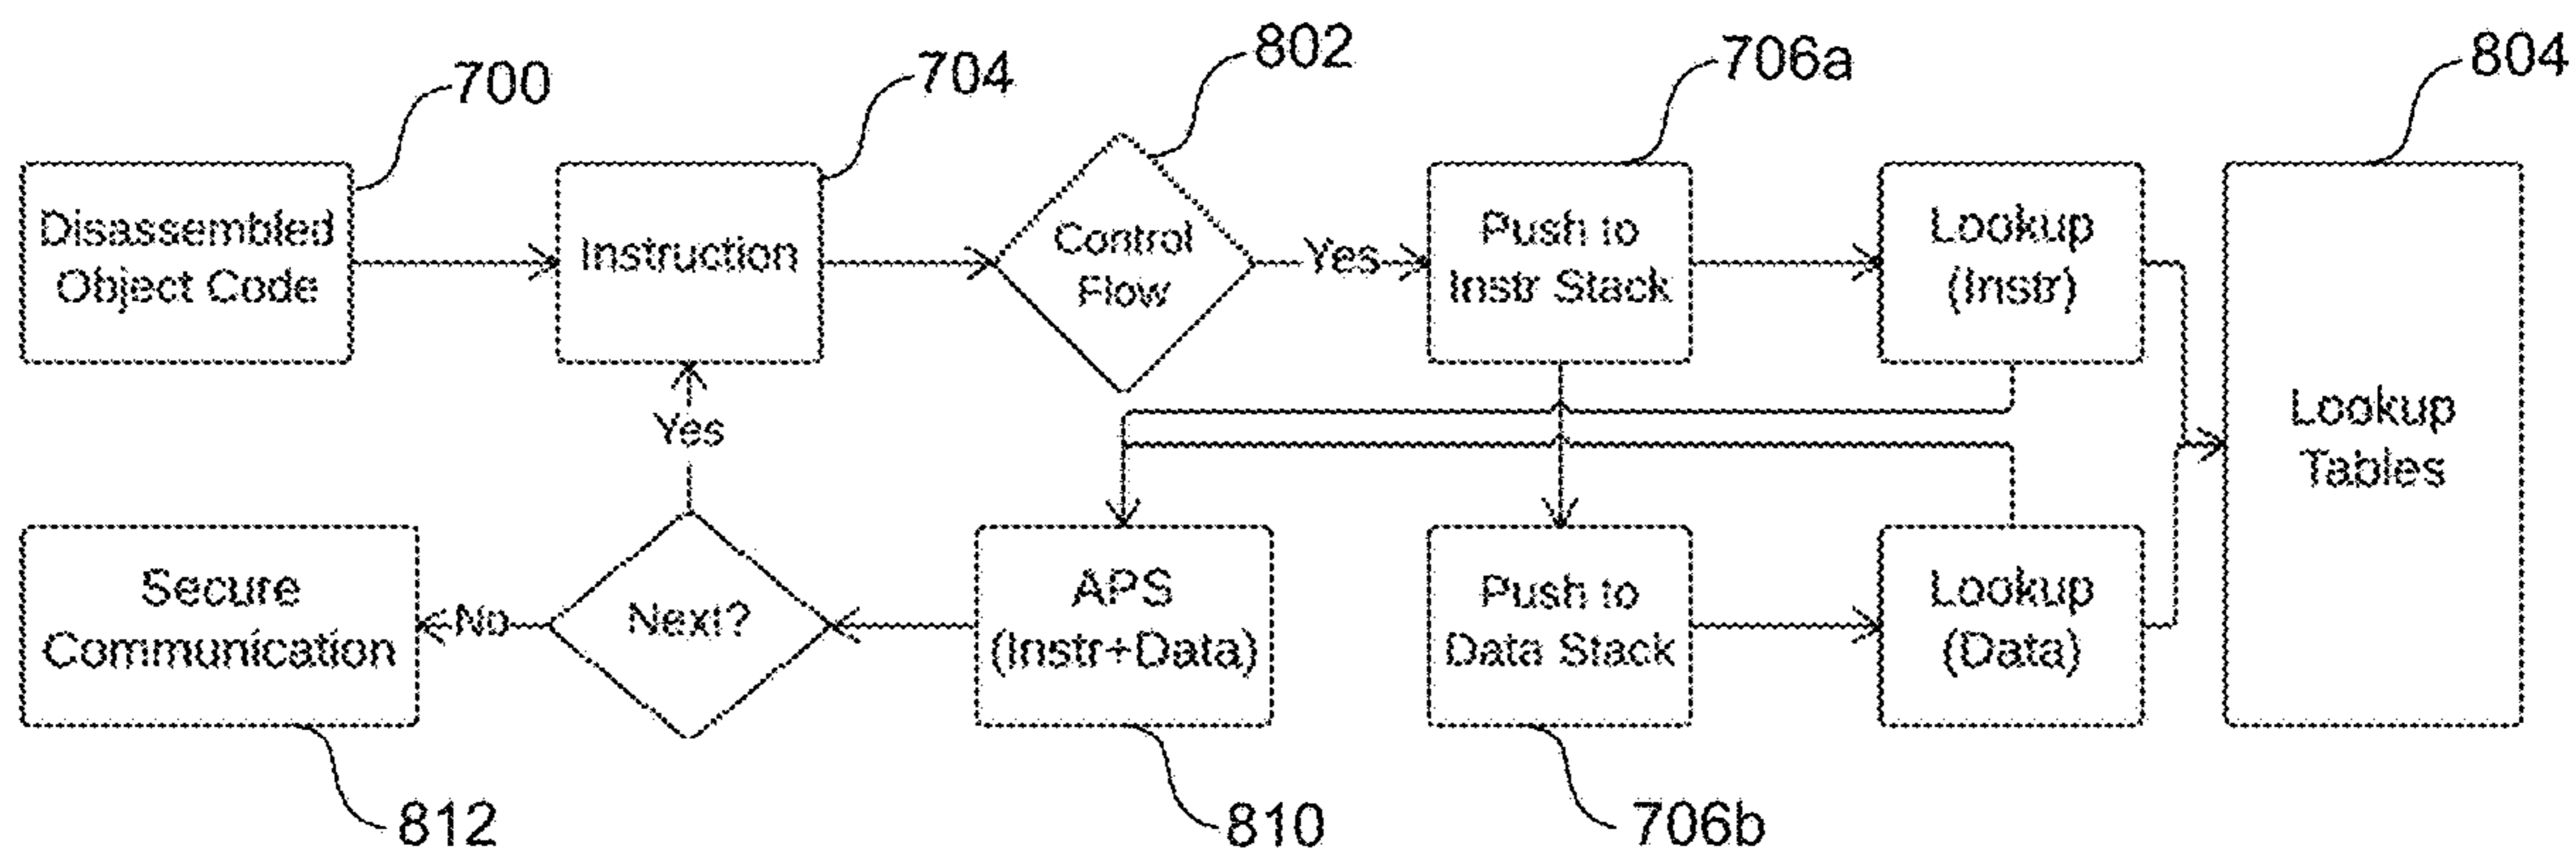 700
704
802
706a
804
Disassembled
Object Code
Instruction
Control
Flow
Yes
Push to
Instr Stack
Lookup
(Instr)
Lookup
Tables
Yes
Secure
Communication
No
Next?
APS
(Instr+Data)
Push to
Data Stack
Lookup
(Data)
812
810
706b